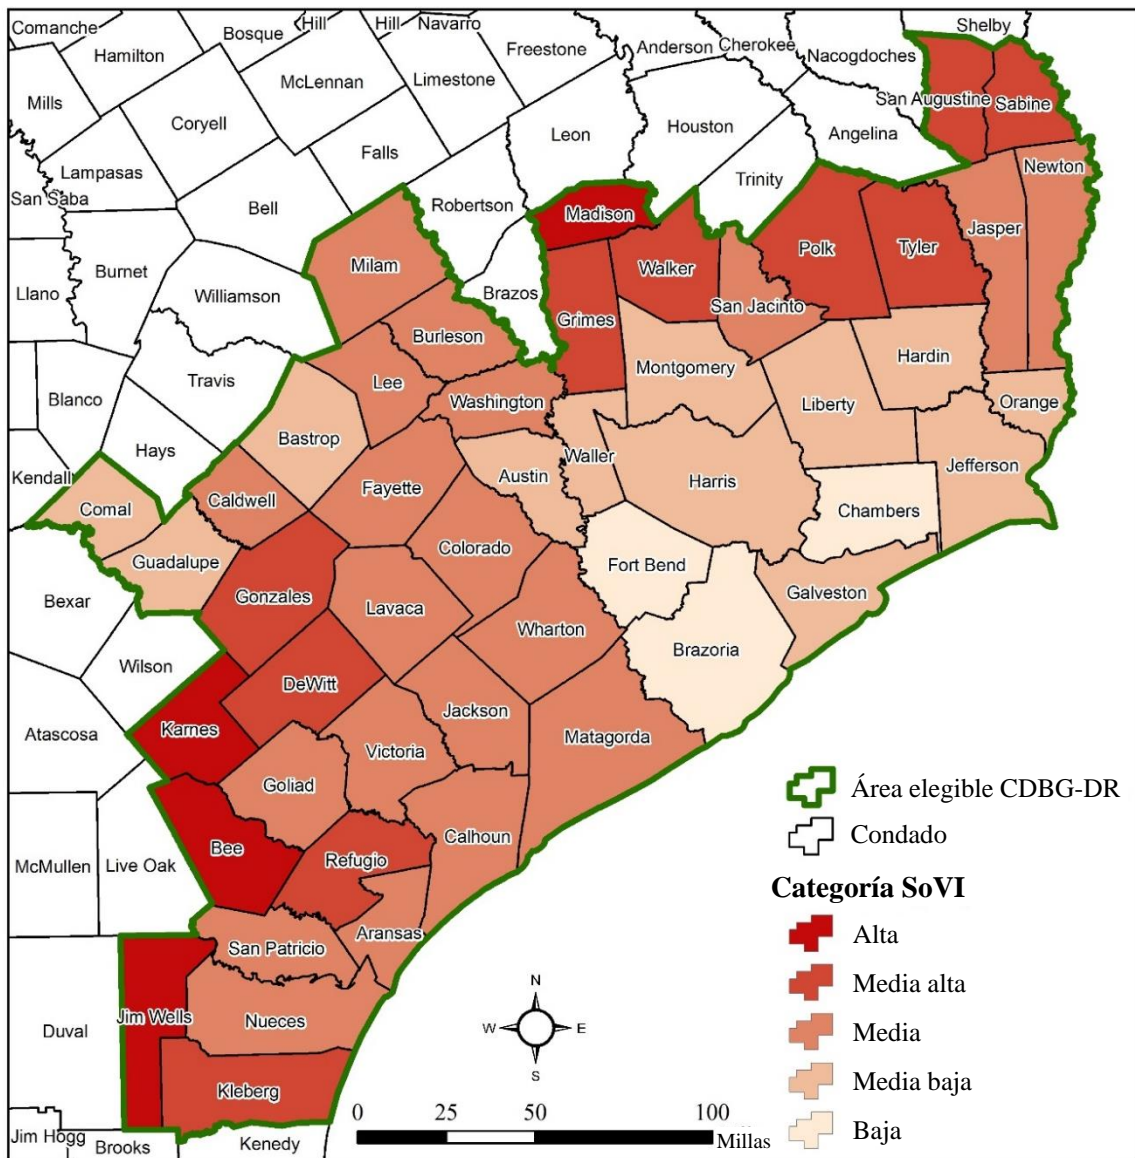 Comanche
Hamilton
Bosque
Hill
Hill
Navarro
Freestone
Anderson
Cherokee
Nacogdoches
Shelby
Mills
McLennan
Limestone
San Augustine
Sabine
Coryell
Leon
Houston
Angelina
Falls
Lampasas
Newton
San Saba
Bell
Robertson
Trinity
Madison
Jasper
Burnet
Milam
Walker
Polk
Tyler
Llano
Williamson
Brazos
San Jacinto
Grimes
Burleson
Hardin
Montgomery
Travis
Lee
Blanco
Washington
Liberty
Orange
Bastrop
Hays
Waller
Jefferson
Kendall
Austin
Harris
Caldwell
Fayette
Comal
Chambers
Colorado
Guadalupe
Fort Bend
Galveston
Bexar
Gonzales
Lavaca
Wharton
Brazoria
Wilson
DeWitt
Jackson
Karnes
Atascosa
Matagorda
Victoria
Goliad
Calhoun
Bee
Refugio
McMullen
Live Oak
Aransas
San Patricio
Jim Wells
Nueces
Duval
Kleberg
Jim Hogg
Brooks
Kenedy
N
W
E
S
0
25
50
100
Millas
Área elegible CDBG-DR
Condado
Categoría SoVI
Alta
Media alta
Media
Media baja
Baja